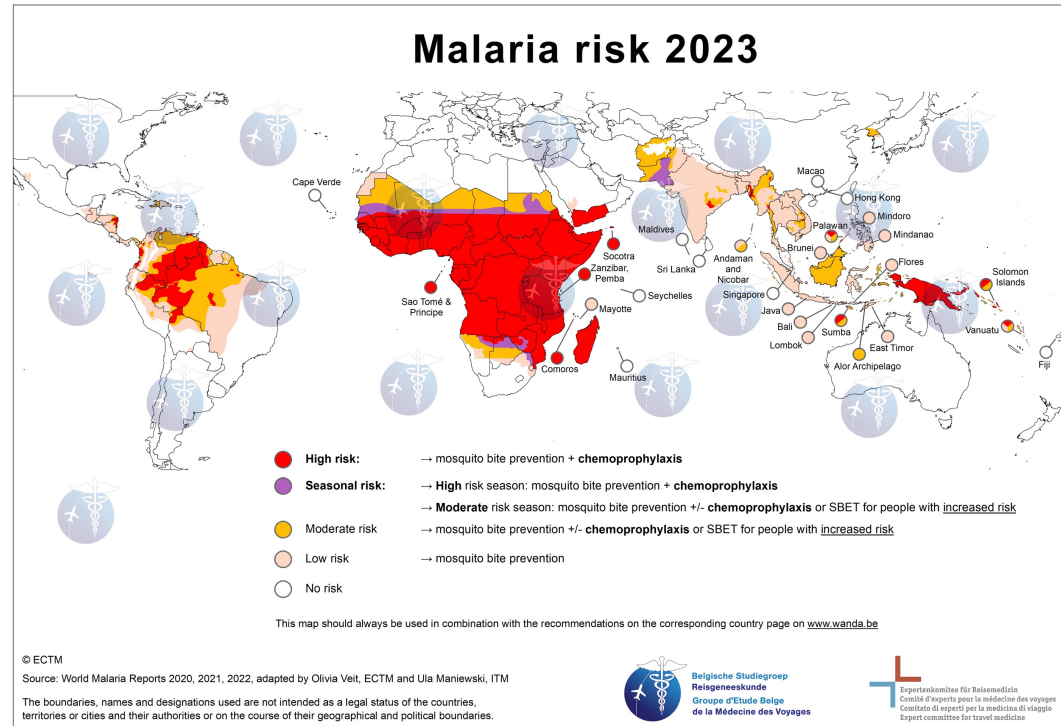 Malaria risk 2023
Cape Verde
Macao
Hong Kong
Mindoro
Palawan
Mindanao
Maldives
Brunei
Socotra
Andaman
and
Nicobar
Flores
Solomon
Islands
Zanzibar,
Pemba
Sri Lanka
Singapore
Seychelles
Sao Tomé &
Principe
Mayotte
Java
Bali
Sumba
Vanuatu
Lombok
East Timor
Comoros
Alor Archipelago
Fiji
Mauritius
High risk: → mosquito bite prevention + chemoprophylaxis
Seasonal risk: → High risk season: mosquito bite prevention + chemoprophylaxis
→ Moderate risk season: mosquito bite prevention +/- chemoprophylaxis or SBET for people with increased risk
Moderate risk → mosquito bite prevention +/- chemoprophylaxis or SBET for people with increased risk
Low risk → mosquito bite prevention
No risk
This map should always be used in combination with the recommendations on the corresponding country page on www.wanda.be
© ECTM
Source: World Malaria Reports 2020, 2021, 2022, adapted by Olivia Veit, ECTM and Ula Maniewski, ITM
The boundaries, names and designations used are not intended as a legal status of the countries,
territories or cities and their authorities or on the course of their geographical and political boundaries.
Belgische Studiegroep
Reisgeneeskunde
Groupe d'Etude Belge
de la Médecine des Voyages
Expertenkomitee für Reisemedizin
Comité d'experts pour la médecine des voyages
Comitato di esperti per la medicina di viaggio
Expert committee for travel medicine